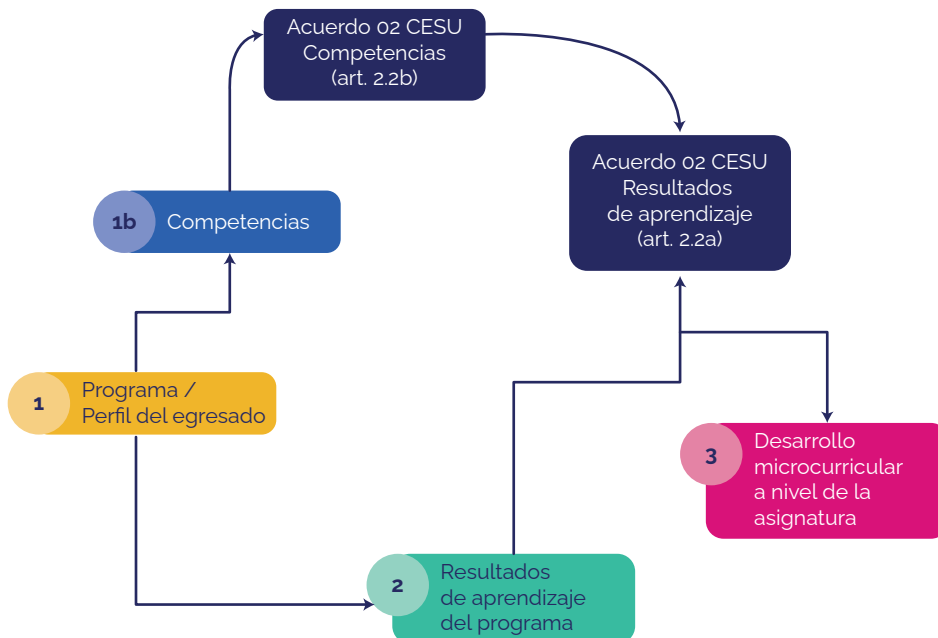 Acuerdo 02 CESU
Competencias
(art. 2.2b)
Acuerdo 02 CESU
Resultados
de aprendizaje
(art. 2.2a)
1b
Competencias
1
Programa /
Perfil del egresado
3
Desarrollo
microcurricular
a nivel de la
asignatura
2
Resultados
de aprendizaje
del programa